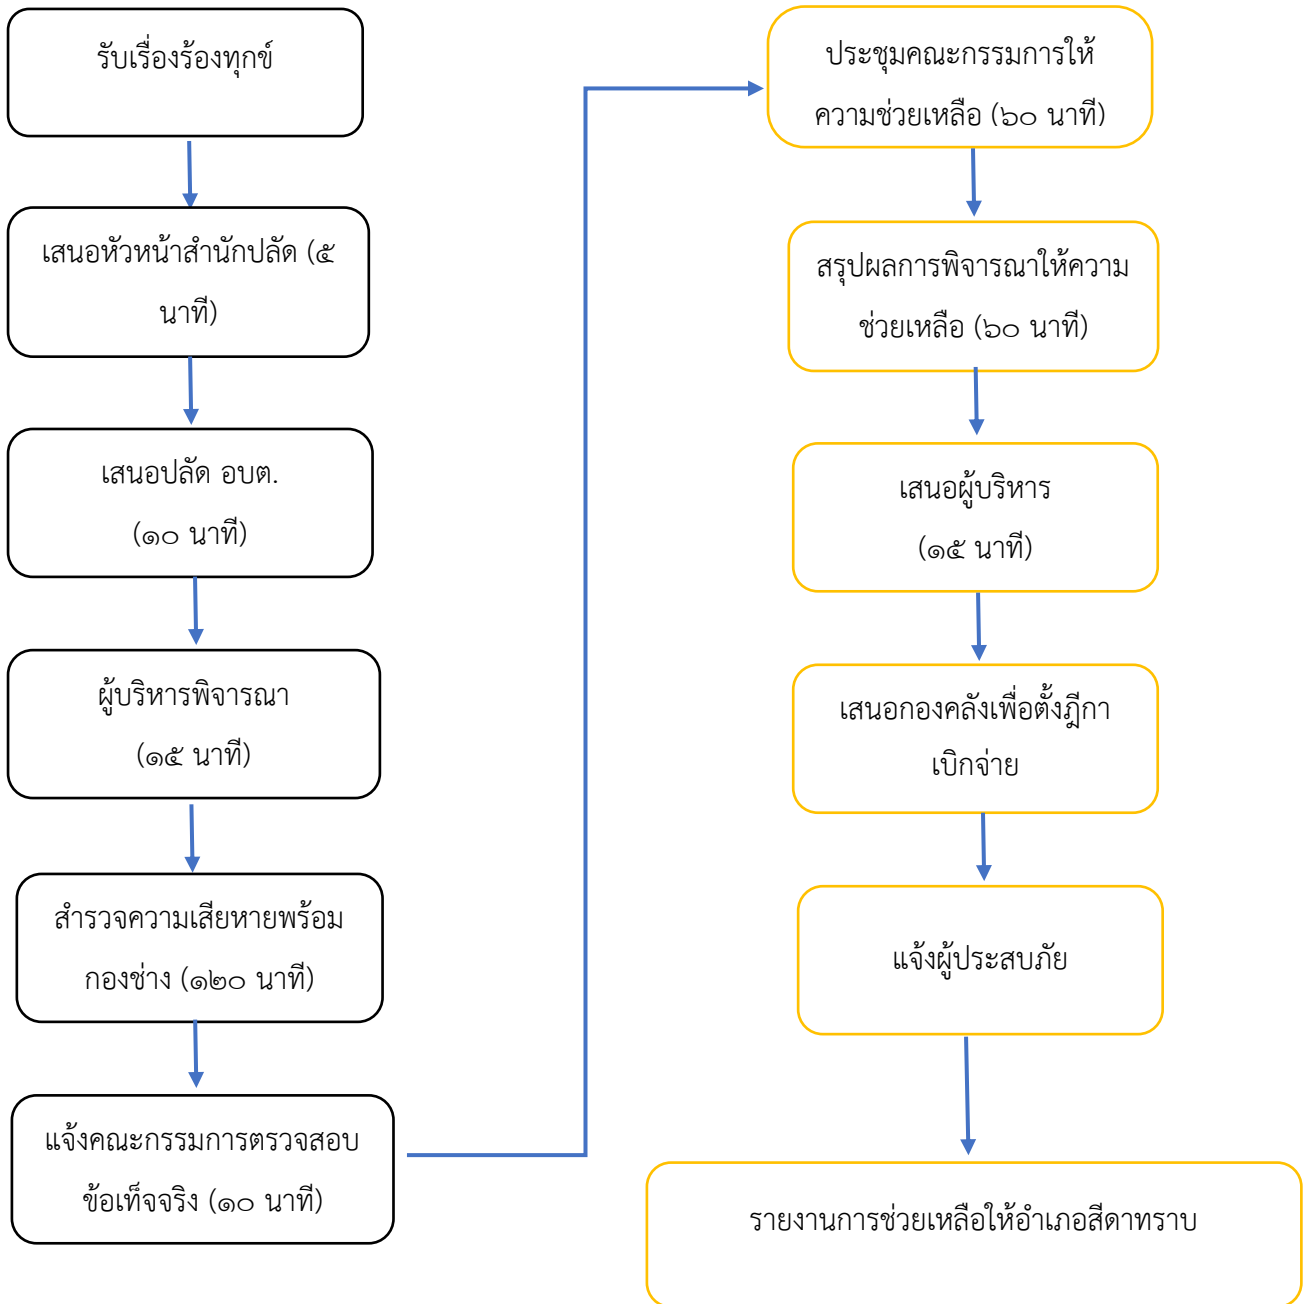 รับเรื่องร้องทุกข์
เสนอหัวหน้าสำนักปลัด (๕
นาที)
เสนอปลัด อบต.
(๑๐ นาที)
ผู้บริหารพิจารณา
(๑๕ นาที)
สำรวจความเสียหายพร้อม
กองช่าง (๑๒๐ นาที)
แจ้งคณะกรรมการตรวจสอบ
ข้อเท็จจริง (๑๐ นาที)
ประชุมคณะกรรมการให้
ความช่วยเหลือ (๖๐ นาที)
สรุปผลการพิจารณาให้ความ
ช่วยเหลือ (๖๐ นาที)
เสนอผู้บริหาร
(๑๕ นาที)
เสนอกองคลังเพื่อตั้งฎีกา
เบิกจ่าย
แจ้งผู้ประสบภัย
รายงานการช่วยเหลือให้อำเภอสีดาทราบ